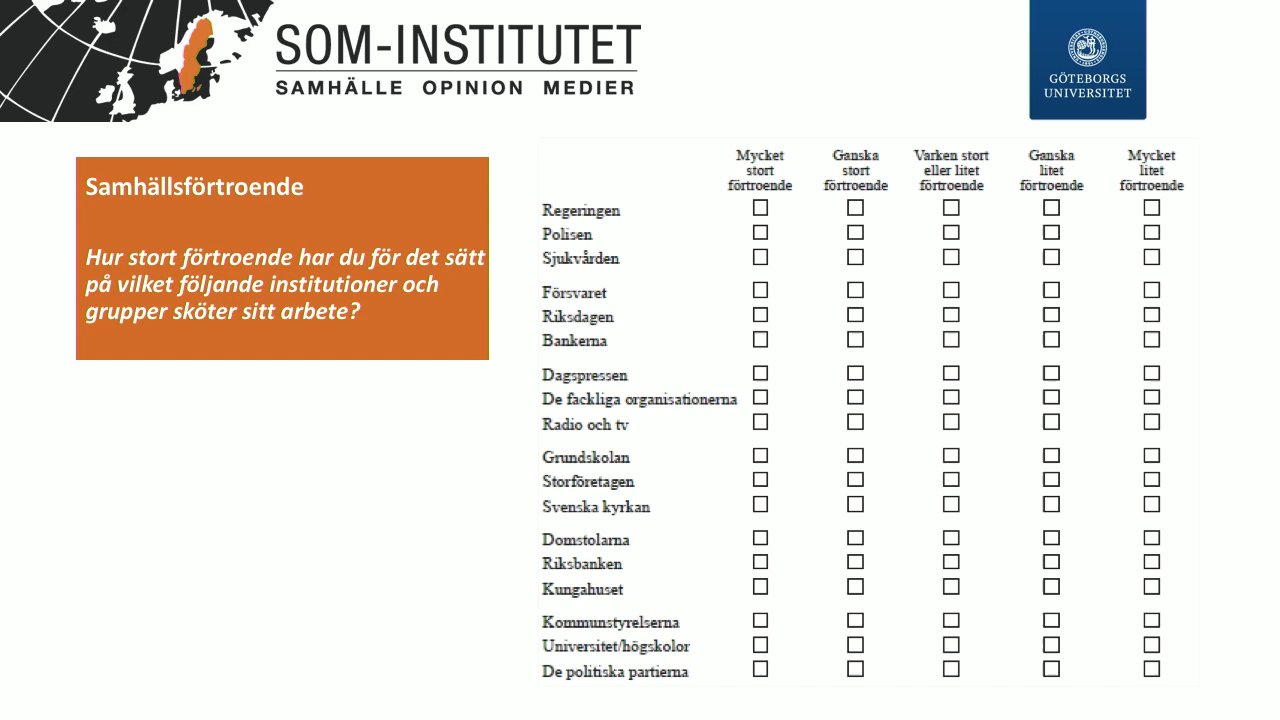 SOM-INSTITUTET
SAMHÄLLE OPINION MEDIER
GÖTEBORGS
UNIVERSITET
Samhällsförtroende
Hur stort förtroende har du för det sätt
på vilket följande institutioner och
grupper sköter sitt arbete?
Mycket Ganska Varken stort Ganska Mycket
stort stort eller litet litet litet
förtroende förtroende förtroende förtroende förtroende
Regeringen
Polisen
Sjukvården
Försvaret
Riksdagen
Bankerna
Dagspressen
De fackliga organisationerna
Radio och tv
Grundskolan
Storföretagen
Svenska kyrkan
Domstolarna
Riksbanken
Kungahuset
Kommunstyrelserna
Universitet/högskolor
De politiska partierna